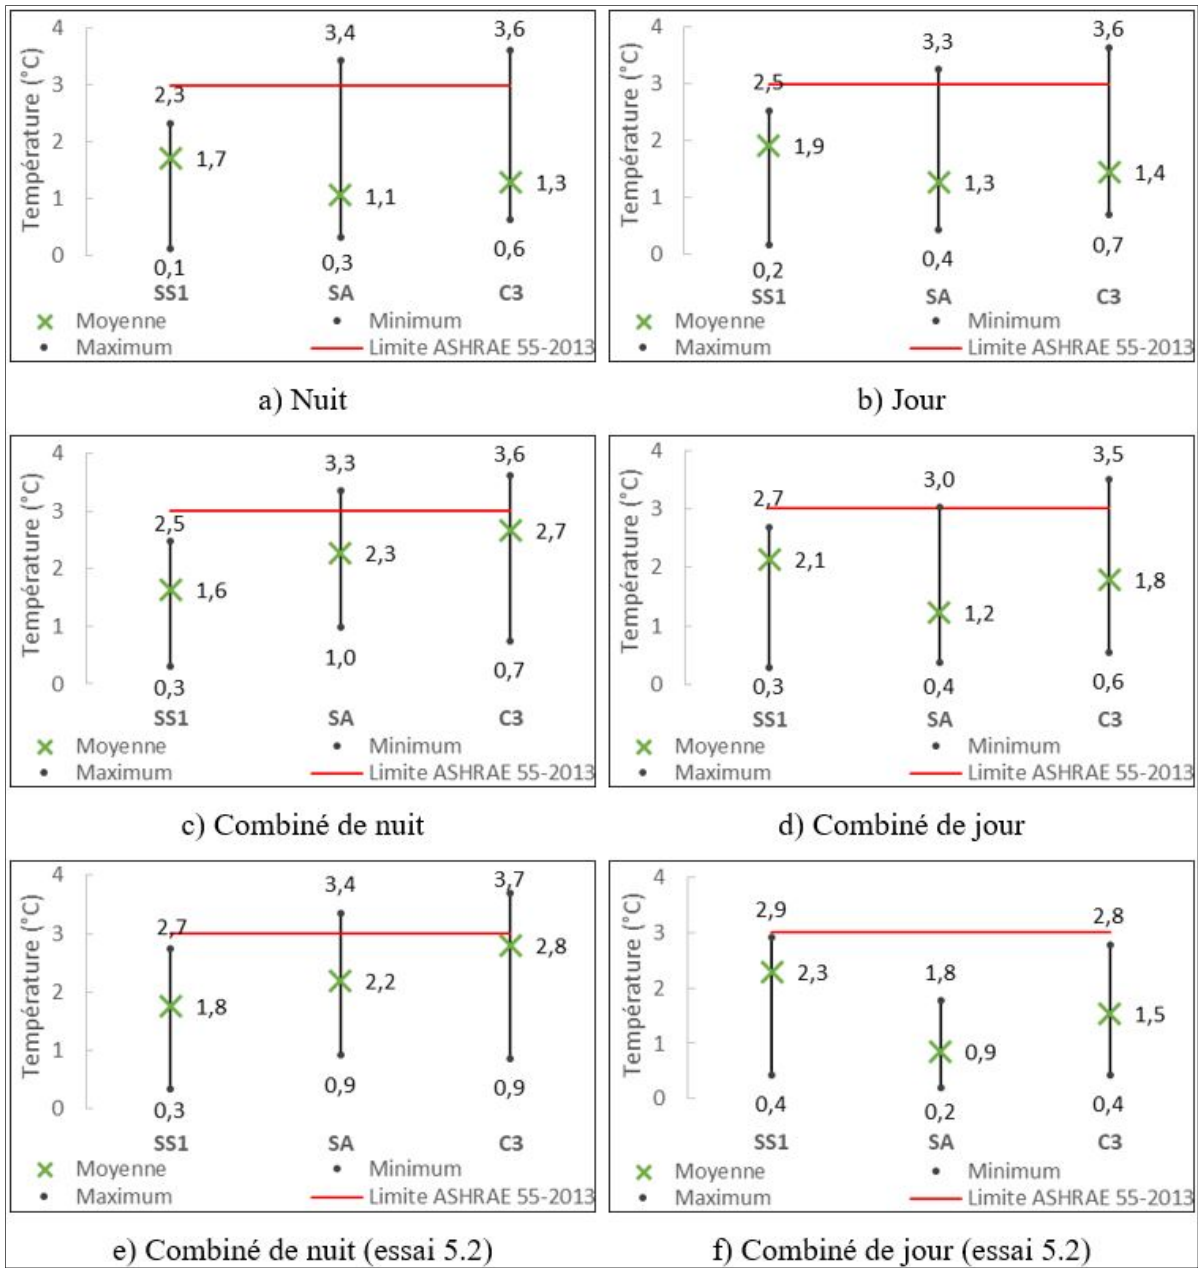 Température (°C)
4
3
2
1
0
2,3
1,7
0,1
3,4
1,1
0,3
3,6
1,3
0,6
SS1 SA C3
Moyenne Minimum
Maximum Limite ASHRAE 55-2013
a) Nuit
Température (°C)
4
3
2
1
0
2,5
1,9
0,2
3,3
1,3
0,4
3,6
1,4
0,7
SS1 SA C3
Moyenne Minimum
Maximum Limite ASHRAE 55-2013
b) Jour
Température (°C)
4
3
2
1
0
2,5
1,6
0,3
3,3
2,3
1,0
3,6
2,7
0,7
SS1 SA C3
Moyenne Minimum
Maximum Limite ASHRAE 55-2013
c) Combiné de nuit
Température (°C)
4
3
2
1
0
2,7
2,1
0,3
3,0
1,2
0,4
3,5
1,8
0,6
SS1 SA C3
Moyenne Minimum
Maximum Limite ASHRAE 55-2013
d) Combiné de jour
Température (°C)
4
3
2
1
0
2,7
1,8
0,3
3,4
2,2
0,9
3,7
2,8
0,9
SS1 SA C3
Moyenne Minimum
Maximum Limite ASHRAE 55-2013
e) Combiné de nuit (essai 5.2)
Température (°C)
4
3
2
1
0
2,9
2,3
0,4
1,8
0,9
0,2
2,8
1,5
0,4
SS1 SA C3
Moyenne Minimum
Maximum Limite ASHRAE 55-2013
f) Combiné de jour (essai 5.2)